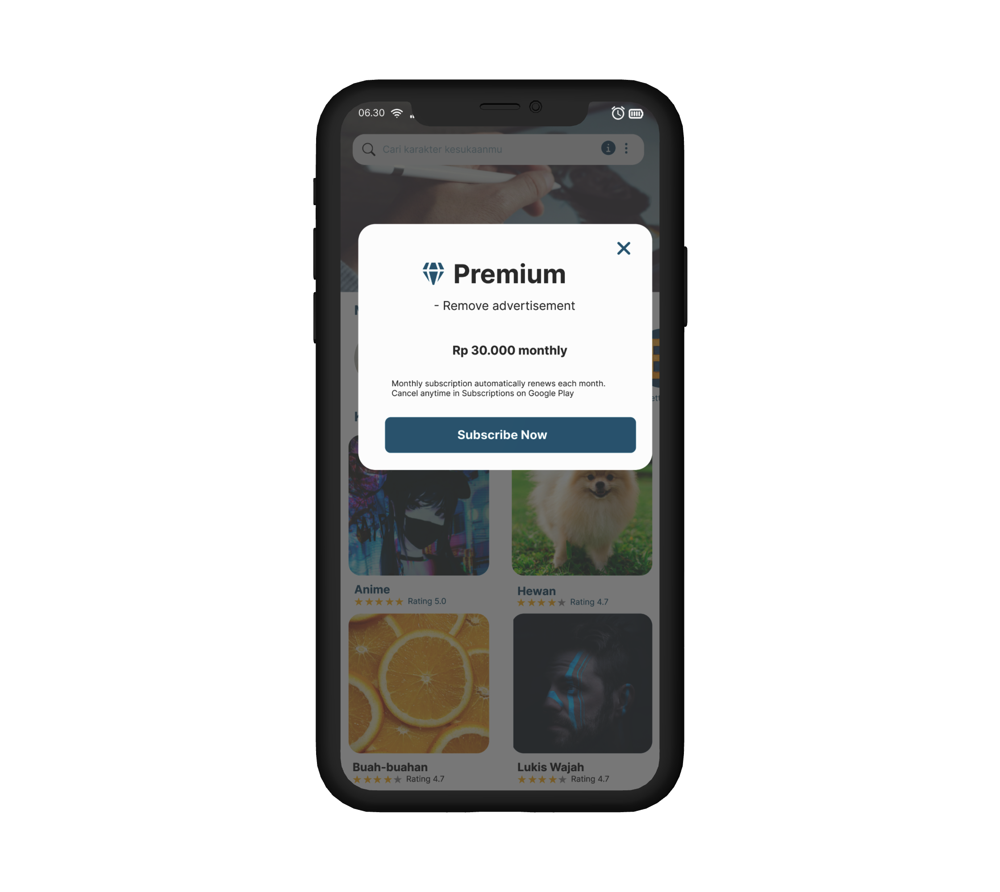 06.30
Cari karakter kesukaanmu
Premium
- Remove advertisement
Rp 30.000 monthly
Monthly subscription automatically renews each month.
Cancel anytime in Subscriptions on Google Play
Subscribe Now
Anime
Rating 5.0
Hewan
Rating 4.7
Buah-buahan
Rating 4.7
Lukis Wajah
Rating 4.7